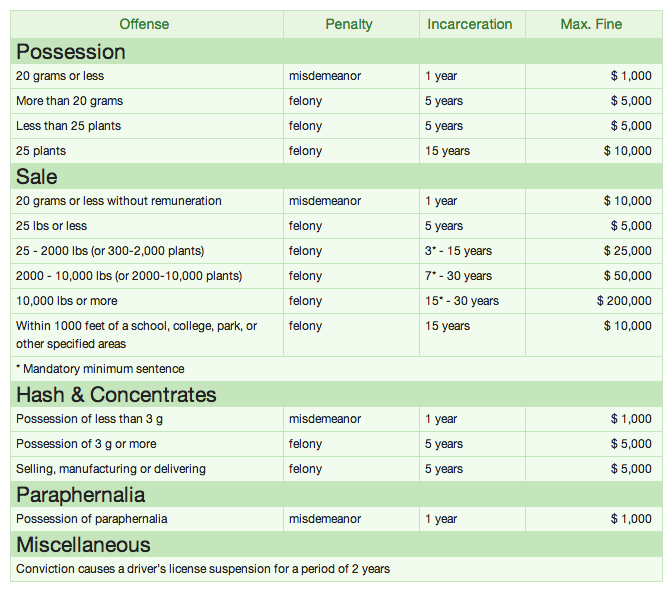 Offense Penalty Incarceration Max. Fine
Possession
20 grams or less misdemeanor 1 year $ 1,000
More than 20 grams felony 5 years $ 5,000
Less than 25 plants felony 5 years $ 5,000
25 plants felony 15 years $ 10,000
Sale
20 grams or less without remuneration misdemeanor 1 year $ 10,000
25 lbs or less felony 5 years $ 5,000
25 - 2000 lbs (or 300-2,000 plants) felony 3* - 15 years $ 25,000
2000 - 10,000 lbs (or 2000-10,000 plants) felony 7* - 30 years $ 50,000
10,000 lbs or more felony 15* - 30 years $ 200,000
Within 1000 feet of a school, college, park, or felony 15 years $ 10,000
other specified areas
* Mandatory minimum sentence
Hash & Concentrates
Possession of less than 3 g misdemeanor 1 year $ 1,000
Possession of 3 g or more felony 5 years $ 5,000
Selling, manufacturing or delivering felony 5 years $ 5,000
Paraphernalia
Possession of paraphernalia misdemeanor 1 year $ 1,000
Miscellaneous
Conviction causes a driver's license suspension for a period of 2 years